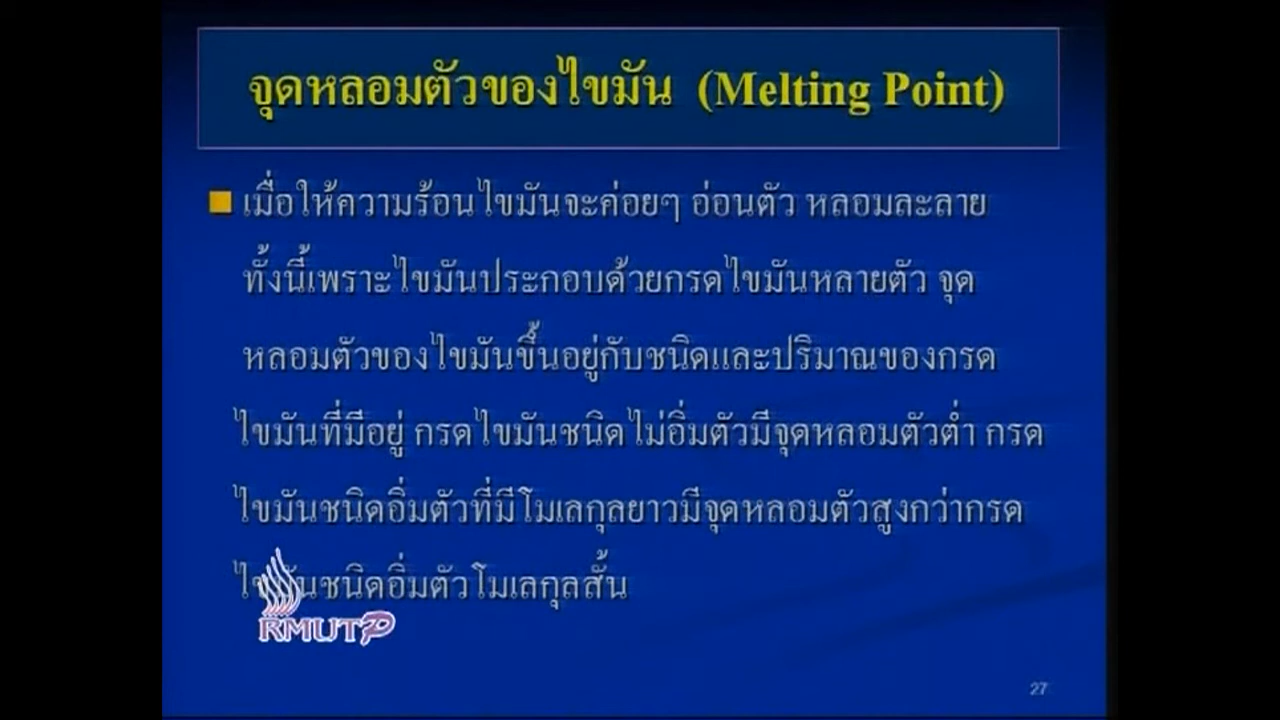 จุดหลอมตัวของไขมัน (Melting Point)
เมื่อให้ความร้อนไขมันจะค่อยๆ อ่อนตัว หลอมละลาย
ทั้งนี้เพราะไขมันประกอบด้วยกรดไขมันหลายตัว จุด
หลอมตัวของไขมันขึ้นอยู่กับชนิดและปริมาณของกรด
ไขมันที่มีอยู่ กรดไขมันชนิดไม่อิ่มตัวมีจุดหลอมตัวต่ำ กรด
ไขมันชนิดอิ่มตัวที่มีโมเลกุลยาวมีจุดหลอมตัวสูงกว่ากรด
ไขมันชนิดอิ่มตัวโมเลกุลสั้น
RMUTP
27